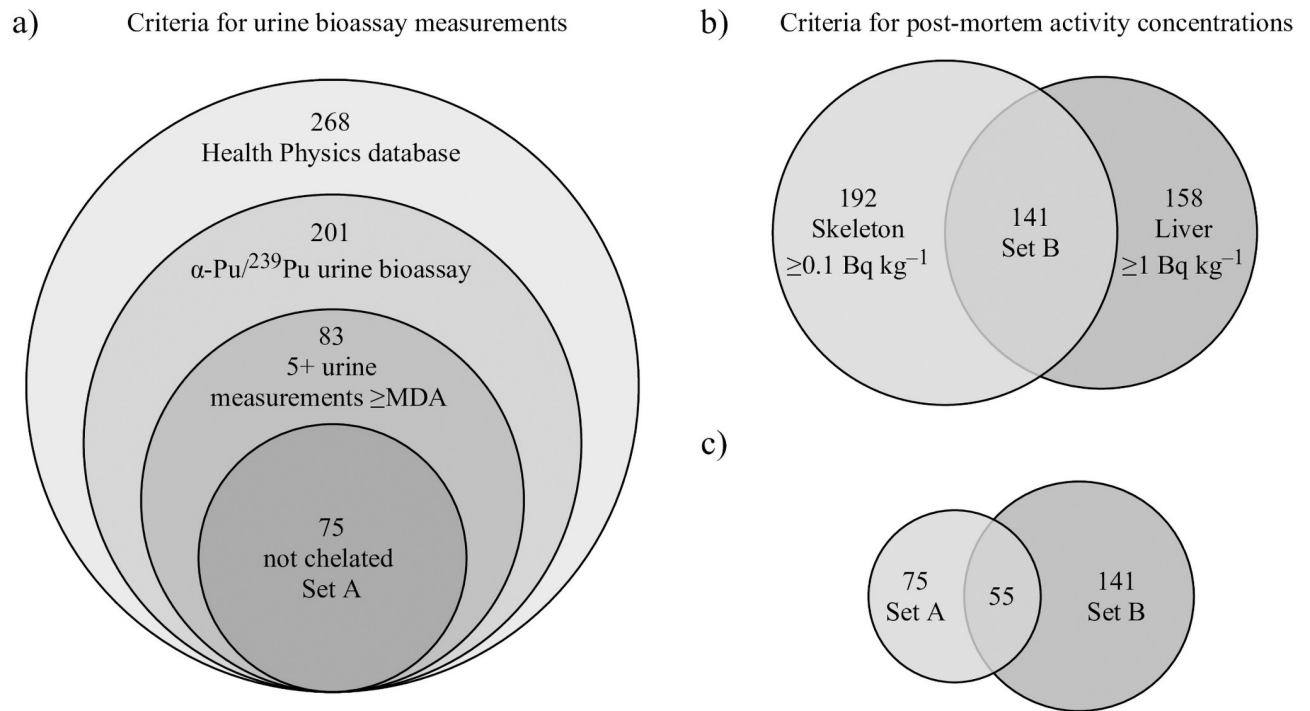 a)
Criteria for urine bioassay measurements
268
Health Physics database
201
α-Pu/²³⁹Pu urine bioassay
83
5+ urine
measurements ≥MDA
75
not chelated
Set A
b)
Criteria for post-mortem activity concentrations
192
Skeleton
≥0.1 Bq kg⁻¹
141
Set B
158
Liver
≥1 Bq kg⁻¹
c)
75
Set A
55
141
Set B